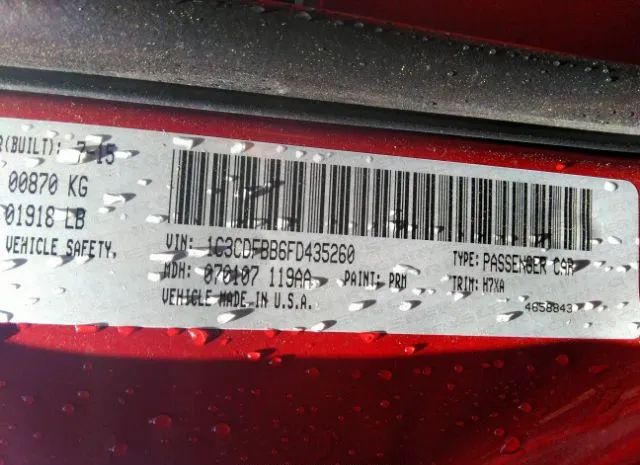 R(BUILT): 7-15
00870 KG
01918 LB
VEHICLE SAFETY,
VIN: 1C3CDFBB6FD435260
TYPE: PASSENGER CAR
MDH: 070107 119AA
PAINT: PRM
TRIM: H7XA
VEHICLE MADE IN U.S.A.
4658843